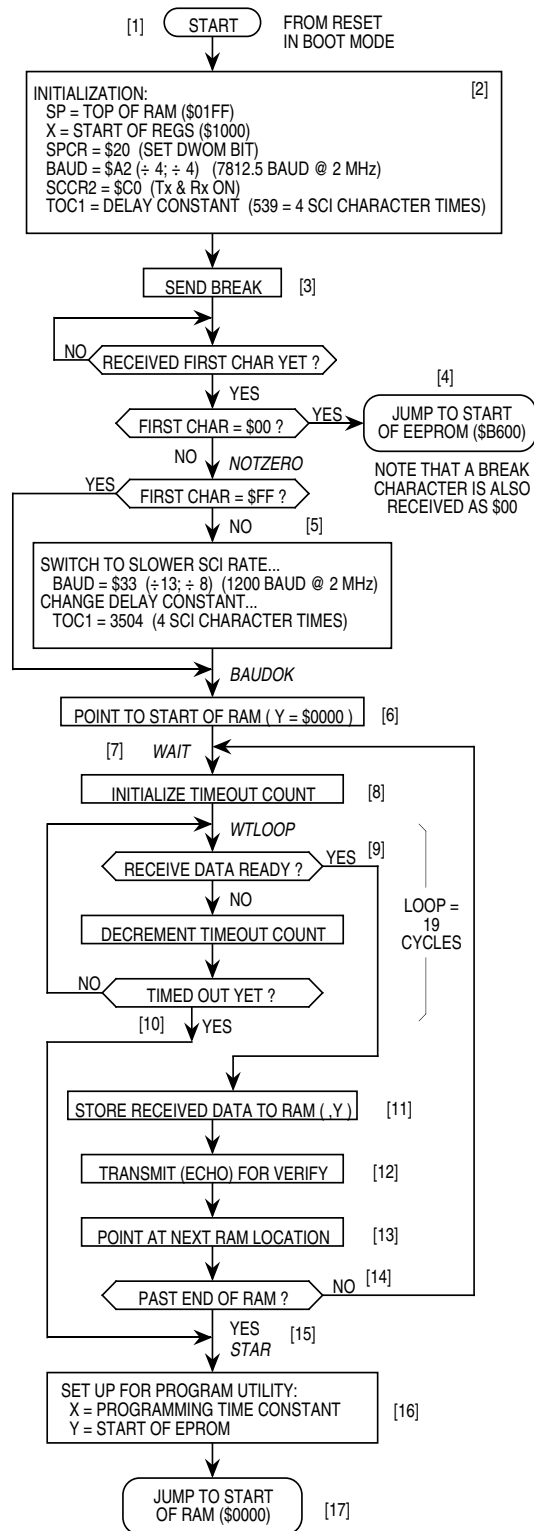 [1]
START
FROM RESET
IN BOOT MODE
[2]
INITIALIZATION:
SP = TOP OF RAM ($01FF)
X = START OF REGS ($1000)
SPCR = $20 (SET DWOM BIT)
BAUD = $A2 (÷ 4; ÷ 4) (7812.5 BAUD @ 2 MHz)
SCCR2 = $C0 (Tx & Rx ON)
TOC1 = DELAY CONSTANT (539 = 4 SCI CHARACTER TIMES)
SEND BREAK
[3]
NO
RECEIVED FIRST CHAR YET ?
YES
[4]
FIRST CHAR = $00 ?
YES
JUMP TO START
OF EEPROM ($B600)
NO
NOTZERO
NOTE THAT A BREAK
CHARACTER IS ALSO
RECEIVED AS $00
YES
FIRST CHAR = $FF ?
NO
[5]
SWITCH TO SLOWER SCI RATE...
BAUD = $33 (÷13; ÷ 8) (1200 BAUD @ 2 MHz)
CHANGE DELAY CONSTANT...
TOC1 = 3504 (4 SCI CHARACTER TIMES)
BAUDOK
POINT TO START OF RAM ( Y = $0000 )
[6]
[7]
WAIT
INITIALIZE TIMEOUT COUNT
[8]
WTLOOP
RECEIVE DATA READY ?
YES
[9]
NO
LOOP =
19
CYCLES
DECREMENT TIMEOUT COUNT
NO
TIMED OUT YET ?
[10]
YES
STORE RECEIVED DATA TO RAM ( ,Y )
[11]
TRANSMIT (ECHO) FOR VERIFY
[12]
POINT AT NEXT RAM LOCATION
[13]
PAST END OF RAM ?
NO
[14]
YES
[15]
STAR
SET UP FOR PROGRAM UTILITY:
X = PROGRAMMING TIME CONSTANT
Y = START OF EPROM
[16]
JUMP TO START
OF RAM ($0000)
[17]